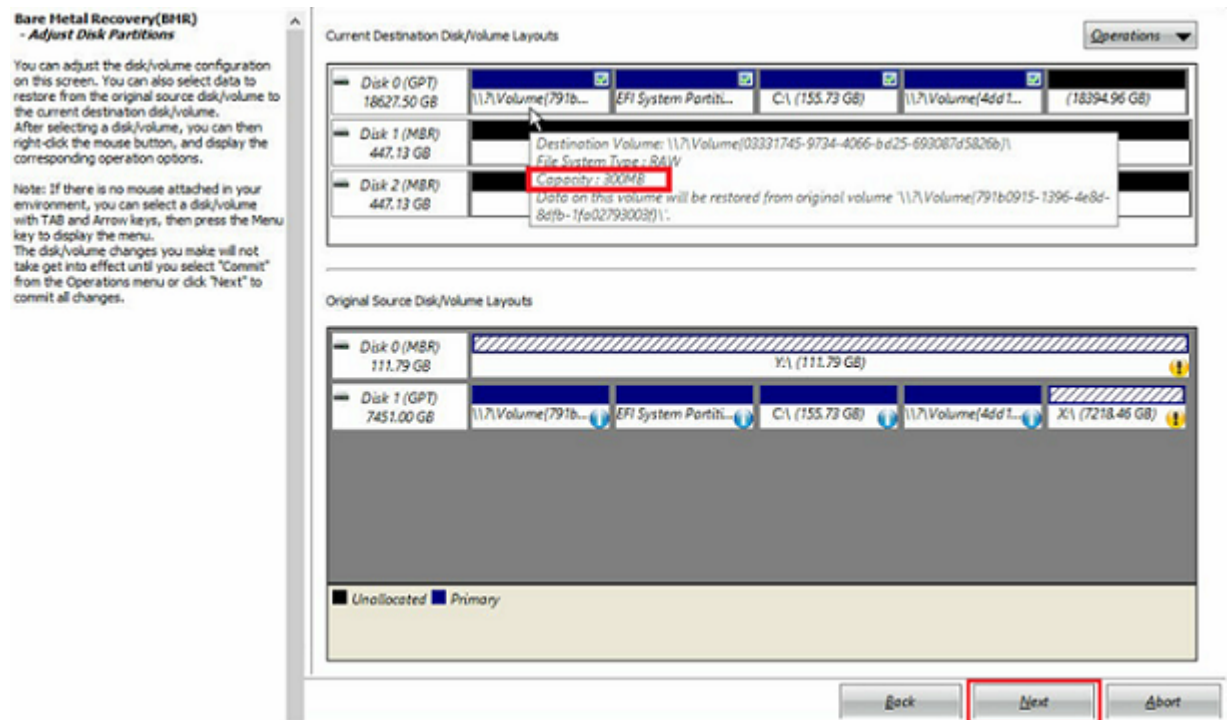 Bare Metal Recovery(BMR)
- Adjust Disk Partitions
You can adjust the disk/volume configuration
on this screen. You can also select data to
restore from the original source disk/volume to
the current destination disk/volume.
After selecting a disk/volume, you can then
right-click the mouse button, and display the
corresponding operation options.
Note: If there is no mouse attached in your
environment, you can select a disk/volume
with TAB and Arrow keys, then press the Menu
key to display the menu.
The disk/volume changes you make will not
take get into effect until you select "Commit"
from the Operations menu or click "Next" to
commit all changes.
Current Destination Disk/Volume Layouts
Operations
Disk 0 (GPT)
18627.50 GB
\\?\Volume{791b...
EFI System Partiti...
C:\ (155.73 GB)
\\?\Volume{4dd1...
(18394.96 GB)
Disk 1 (MBR)
447.13 GB
Disk 2 (MBR)
447.13 GB
Destination Volume: \\?\Volume{03331745-9734-4066-bd25-693087d5826b}\
File System Type : RAW
Capacity : 300MB
Data on this volume will be restored from original volume '\\?\Volume{791b0915-1396-4e8d-
8dfb-1fa02793003f}\'.
Original Source Disk/Volume Layouts
Disk 0 (MBR)
111.79 GB
Y:\ (111.79 GB)
Disk 1 (GPT)
7451.00 GB
\\?\Volume{791b...
EFI System Partiti...
C:\ (155.73 GB)
\\?\Volume{4dd1...
X:\ (7218.46 GB)
Unallocated Primary
Back Next Abort